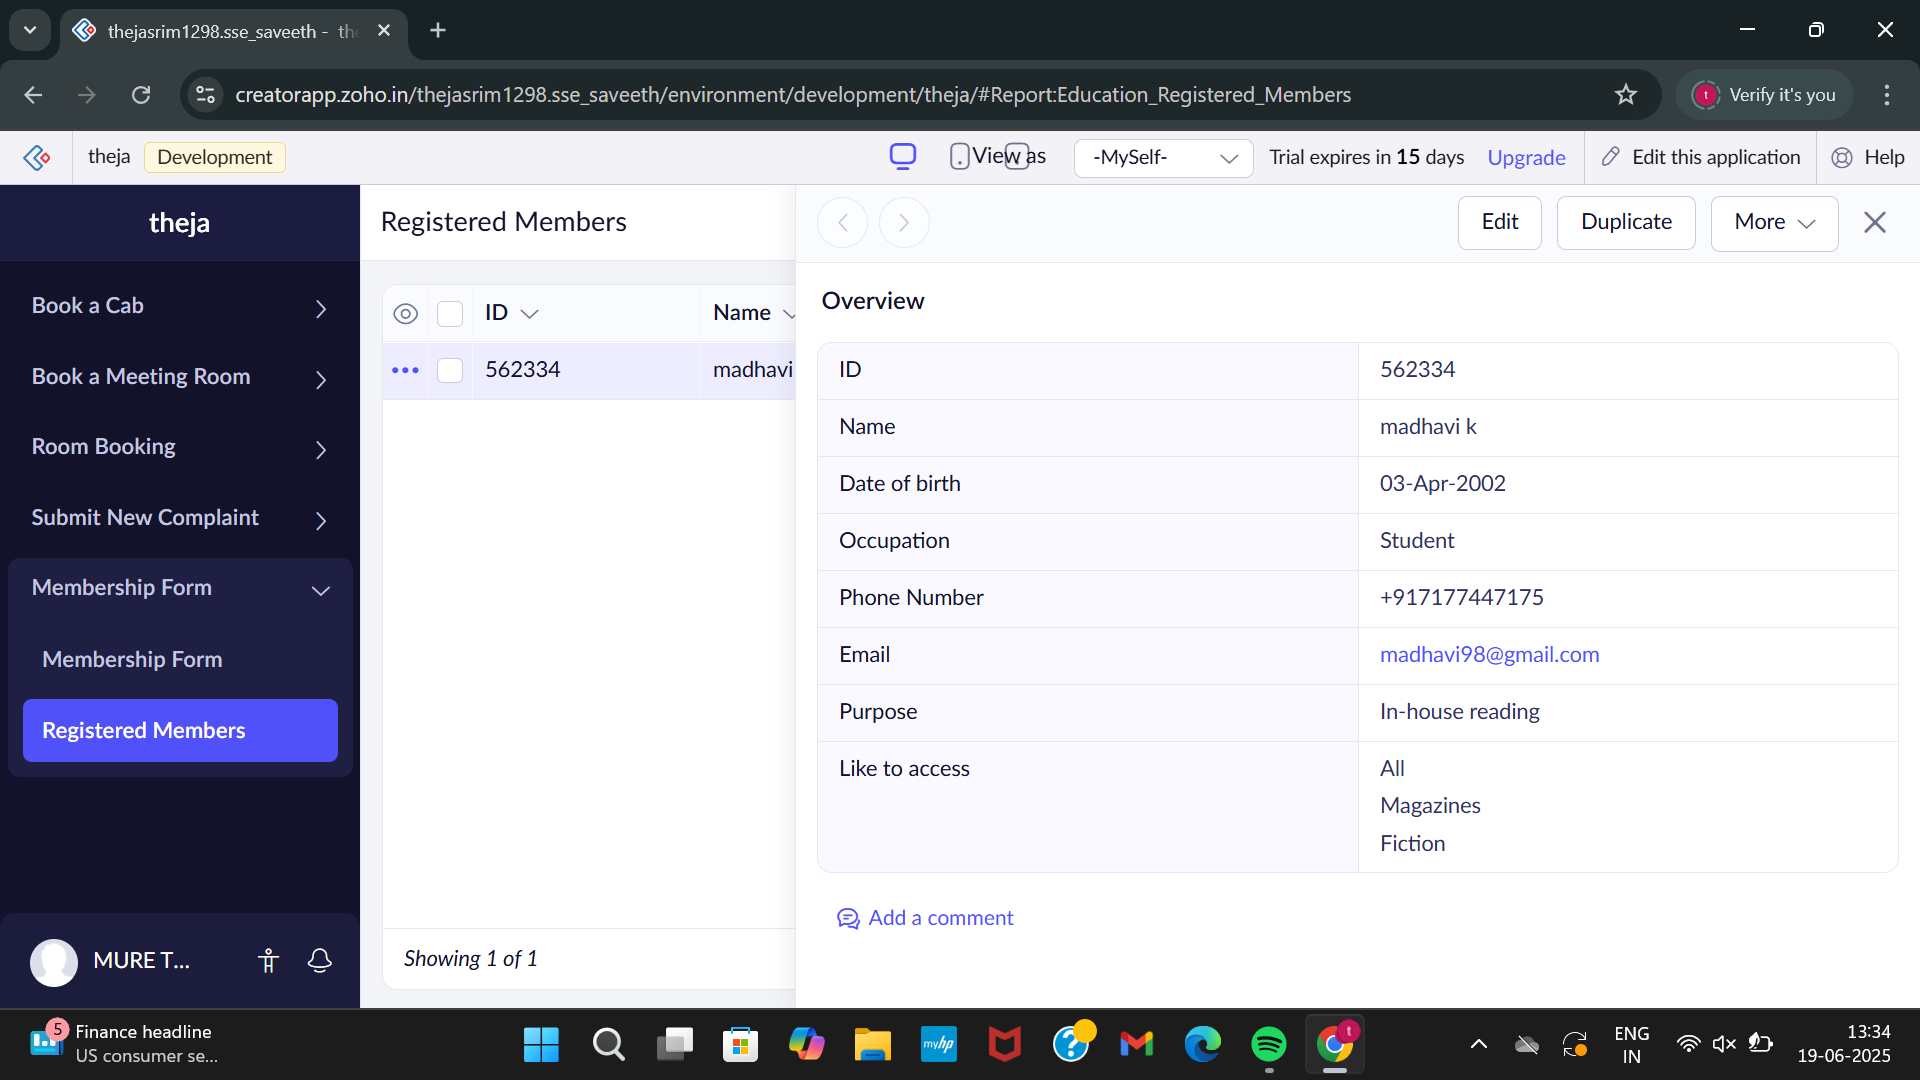 thejasrim1298.sse_saveeth - the
creatorapp.zoho.in/thejasrim1298.sse_saveeth/environment/development/theja/#Report:Education_Registered_Members
t
Verify it's you
theja
Development
View as
-MySelf-
Trial expires in 15 days
Upgrade
Edit this application
Help
theja
Book a Cab
Book a Meeting Room
Room Booking
Submit New Complaint
Membership Form
Membership Form
Registered Members
MURE T...
Registered Members
ID
Name
562334
madhavi
Showing 1 of 1
Edit
Duplicate
More
Overview
ID
562334
Name
madhavi k
Date of birth
03-Apr-2002
Occupation
Student
Phone Number
+917177447175
Email
madhavi98@gmail.com
Purpose
In-house reading
Like to access
All
Magazines
Fiction
Add a comment
5
Finance headline
US consumer se...
myhp
t
ENG
IN
13:34
19-06-2025